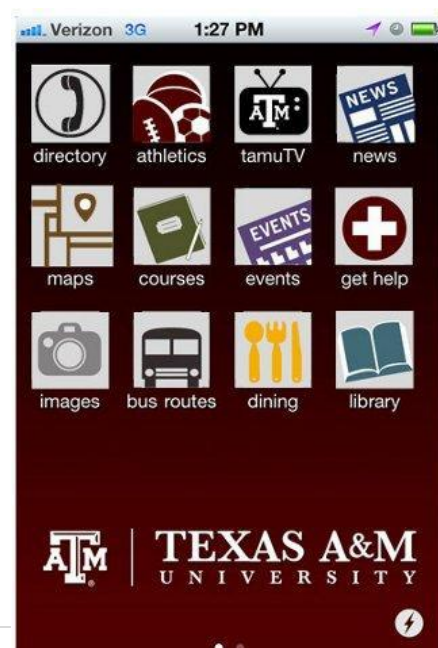 Verizon 3G 1:27 PM
ATM NEWS
directory athletics tamuTV news
EVENTS
maps courses events get help
images bus routes dining library
ATM TEXAS A&M
UNIVERSITY